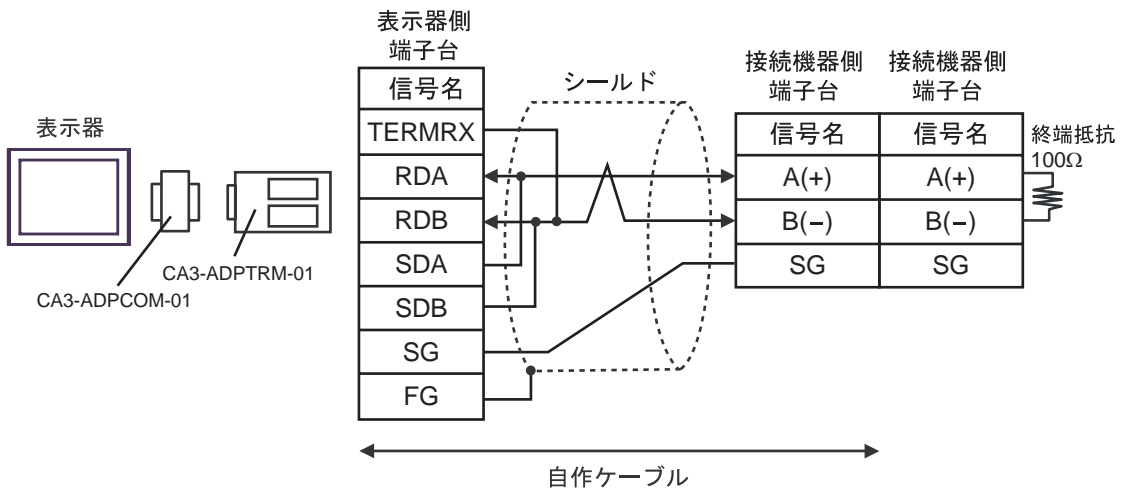 表示器
CA3-ADPCOM-01
CA3-ADPTRM-01
表示器側
端子台
信号名
TERMRX
RDA
RDB
SDA
SDB
SG
FG
シールド
接続機器側
端子台
信号名
A(+)
B(−)
SG
接続機器側
端子台
信号名
A(+)
B(−)
SG
終端抵抗
100Ω
自作ケーブル